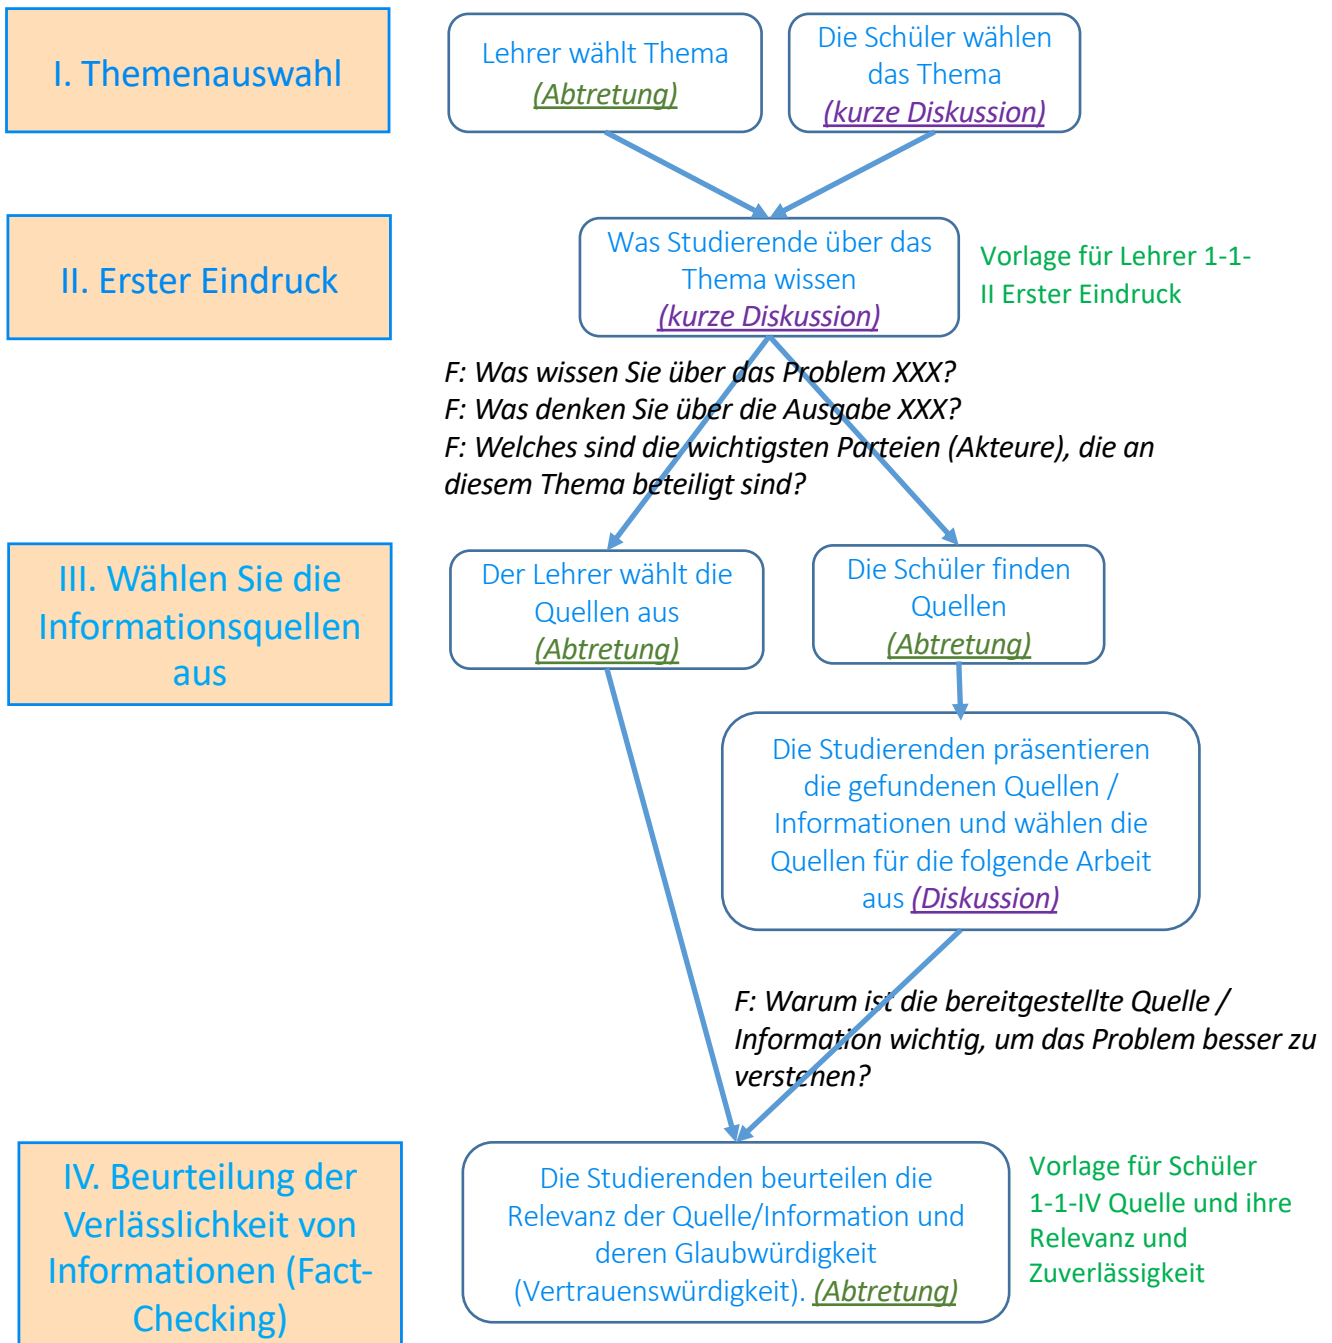 I. Themenauswahl
Lehrer wählt Thema
(Abtretung)
Die Schüler wählen
das Thema
(kurze Diskussion)
II. Erster Eindruck
Was Studierende über das
Thema wissen
(kurze Diskussion)
Vorlage für Lehrer 1-1-
II Erster Eindruck
F: Was wissen Sie über das Problem XXX?
F: Was denken Sie über die Ausgabe XXX?
F: Welches sind die wichtigsten Parteien (Akteure), die an
diesem Thema beteiligt sind?
III. Wählen Sie die
Informationsquellen
aus
Der Lehrer wählt die
Quellen aus
(Abtretung)
Die Schüler finden
Quellen
(Abtretung)
Die Studierenden präsentieren
die gefundenen Quellen /
Informationen und wählen die
Quellen für die folgende Arbeit
aus (Diskussion)
F: Warum ist die bereitgestellte Quelle /
Information wichtig, um das Problem besser zu
verstehen?
IV. Beurteilung der
Verlässlichkeit von
Informationen (Fact-
Checking)
Die Studierenden beurteilen die
Relevanz der Quelle/Information und
deren Glaubwürdigkeit
(Vertrauenswürdigkeit). (Abtretung)
Vorlage für Schüler
1-1-IV Quelle und ihre
Relevanz und
Zuverlässigkeit